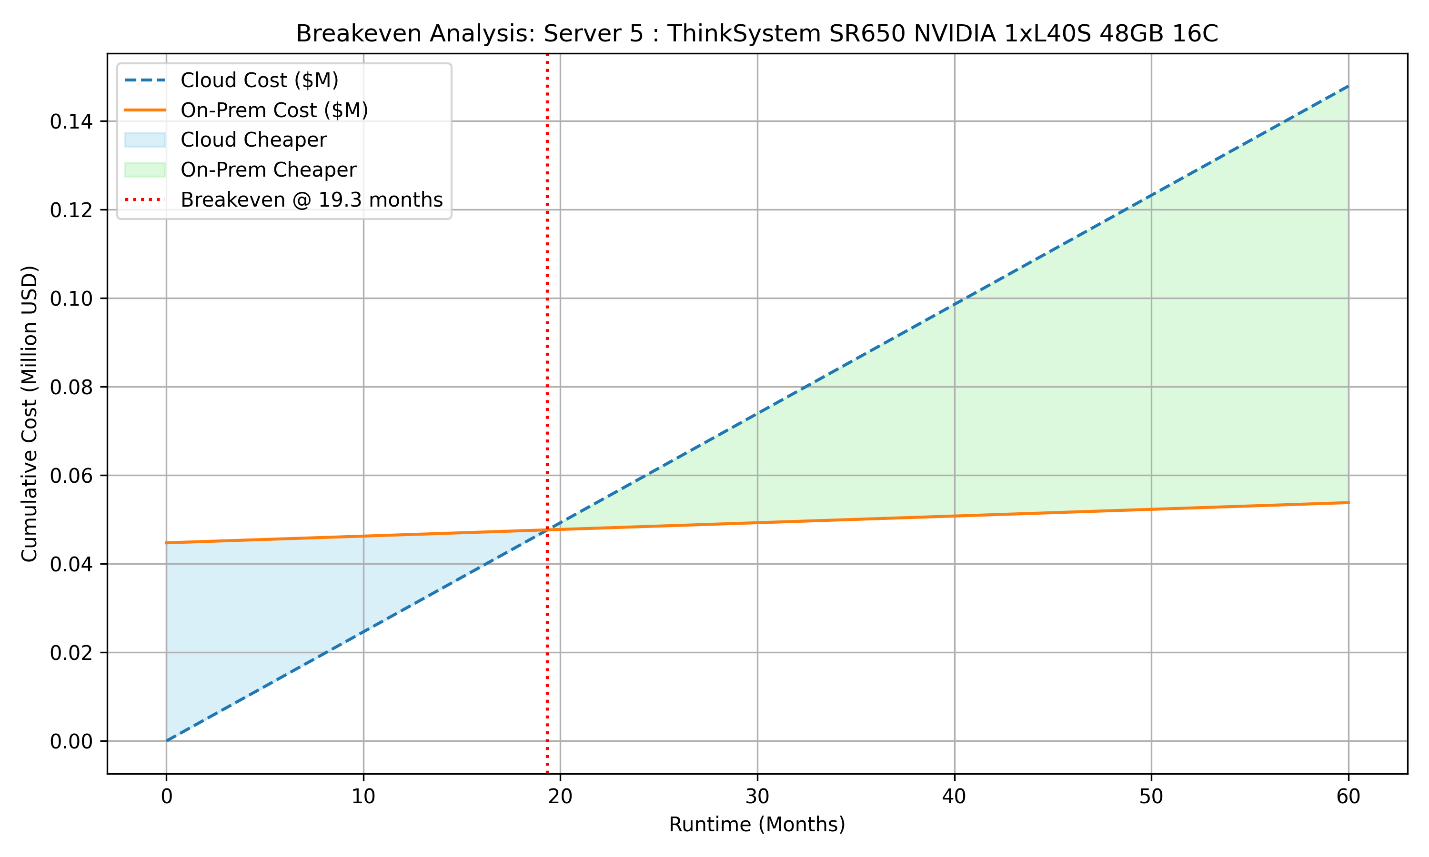 Breakeven Analysis: Server 5 : ThinkSystem SR650 NVIDIA 1xL40S 48GB 16C
Cloud Cost ($M)
On-Prem Cost ($M)
Cloud Cheaper
On-Prem Cheaper
Breakeven @ 19.3 months
Cumulative Cost (Million USD)
0.14
0.12
0.10
0.08
0.06
0.04
0.02
0.00
0 10 20 30 40 50 60
Runtime (Months)